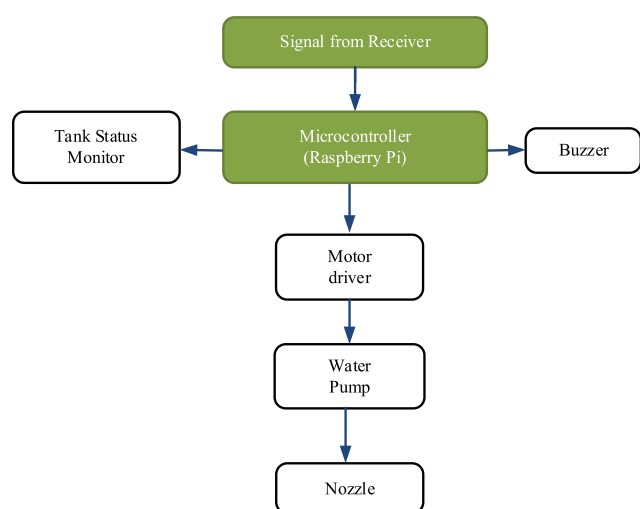 Signal from Receiver
Tank Status
Monitor
Microcontroller
(Raspberry Pi)
Buzzer
Motor
driver
Water
Pump
Nozzle